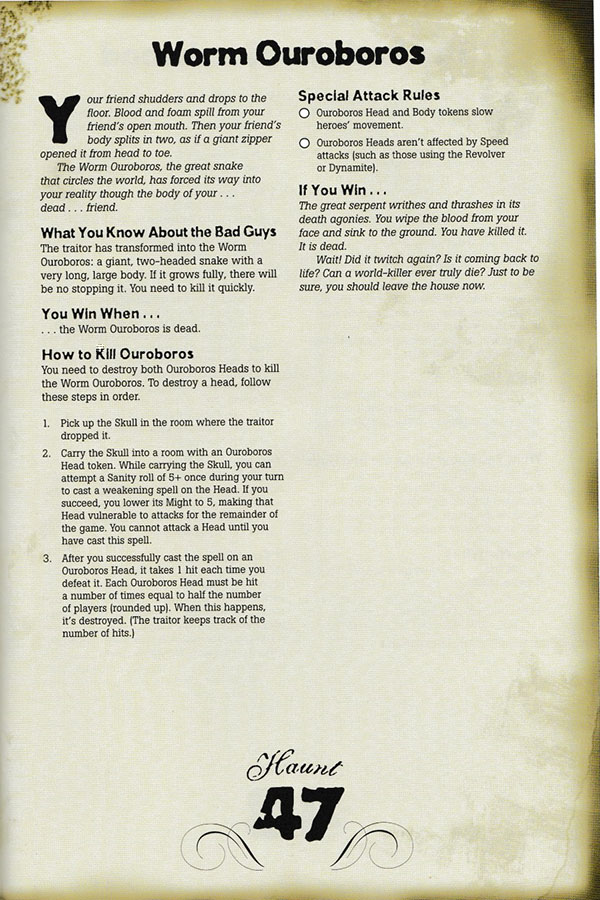 Worm Ouroboros
Your friend shudders and drops to the
floor. Blood and foam spill from your
friend's open mouth. Then your friend's
body splits in two, as if a giant zipper
opened it from head to toe.
The Worm Ouroboros, the great snake
that circles the world, has forced its way into
your reality though the body of your . . .
dead . . . friend.
What You Know About the Bad Guys
The traitor has transformed into the Worm
Ouroboros: a giant, two-headed snake with a
very long, large body. If it grows fully, there will
be no stopping it. You need to kill it quickly.
You Win When . . .
. . . the Worm Ouroboros is dead.
How to Kill Ouroboros
You need to destroy both Ouroboros Heads to kill
the Worm Ouroboros. To destroy a head, follow
these steps in order.
1. Pick up the Skull in the room where the traitor
dropped it.
2. Carry the Skull into a room with an Ouroboros
Head token. While carrying the Skull, you can
attempt a Sanity roll of 5+ once during your turn
to cast a weakening spell on the Head. If you
succeed, you lower its Might to 5, making that
Head vulnerable to attacks for the remainder of
the game. You cannot attack a Head until you
have cast this spell.
3. After you successfully cast the spell on an
Ouroboros Head, it takes 1 hit each time you
defeat it. Each Ouroboros Head must be hit
a number of times equal to half the number
of players (rounded up). When this happens,
it's destroyed. (The traitor keeps track of the
number of hits.)
Special Attack Rules
Ouroboros Head and Body tokens slow
heroes' movement.
Ouroboros Heads aren't affected by Speed
attacks (such as those using the Revolver
or Dynamite).
If You Win . . .
The great serpent writhes and thrashes in its
death agonies. You wipe the blood from your
face and sink to the ground. You have killed it.
It is dead.
Wait! Did it twitch again? Is it coming back to
life? Can a world-killer ever truly die? Just to be
sure, you should leave the house now.
Haunt
47